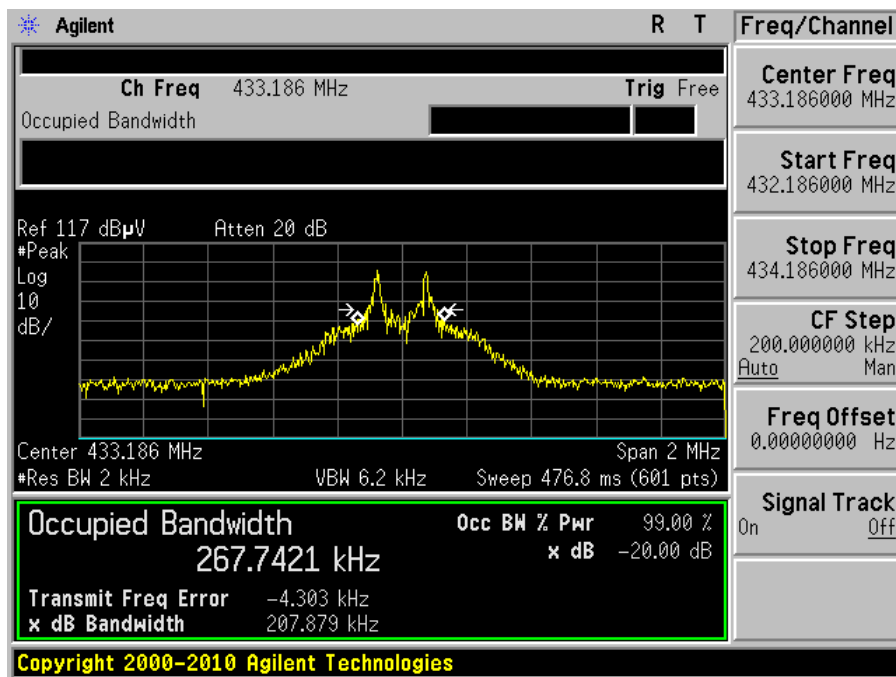 Agilent R T Freq/Channel
Ch Freq 433.186 MHz Trig Free
Occupied Bandwidth
Center Freq
433.186000 MHz
Start Freq
432.186000 MHz
Stop Freq
434.186000 MHz
CF Step
200.000000 kHz
Auto Man
Freq Offset
0.00000000 Hz
Signal Track
On Off
Ref 117 dBµV Atten 20 dB
#Peak
Log
10
dB/
Center 433.186 MHz Span 2 MHz
#Res BW 2 kHz VBW 6.2 kHz Sweep 476.8 ms (601 pts)
Occupied Bandwidth Occ BW % Pwr 99.00 %
267.7421 kHz x dB -20.00 dB
Transmit Freq Error -4.303 kHz
x dB Bandwidth 207.879 kHz
Copyright 2000-2010 Agilent Technologies